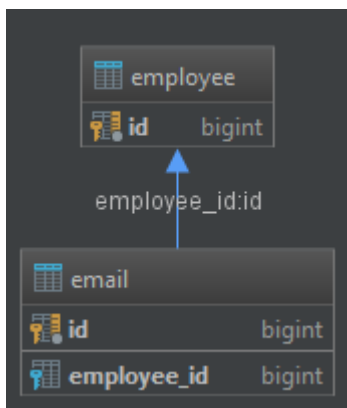 employee
id bigint
employee_id:id
email
id bigint
employee_id bigint